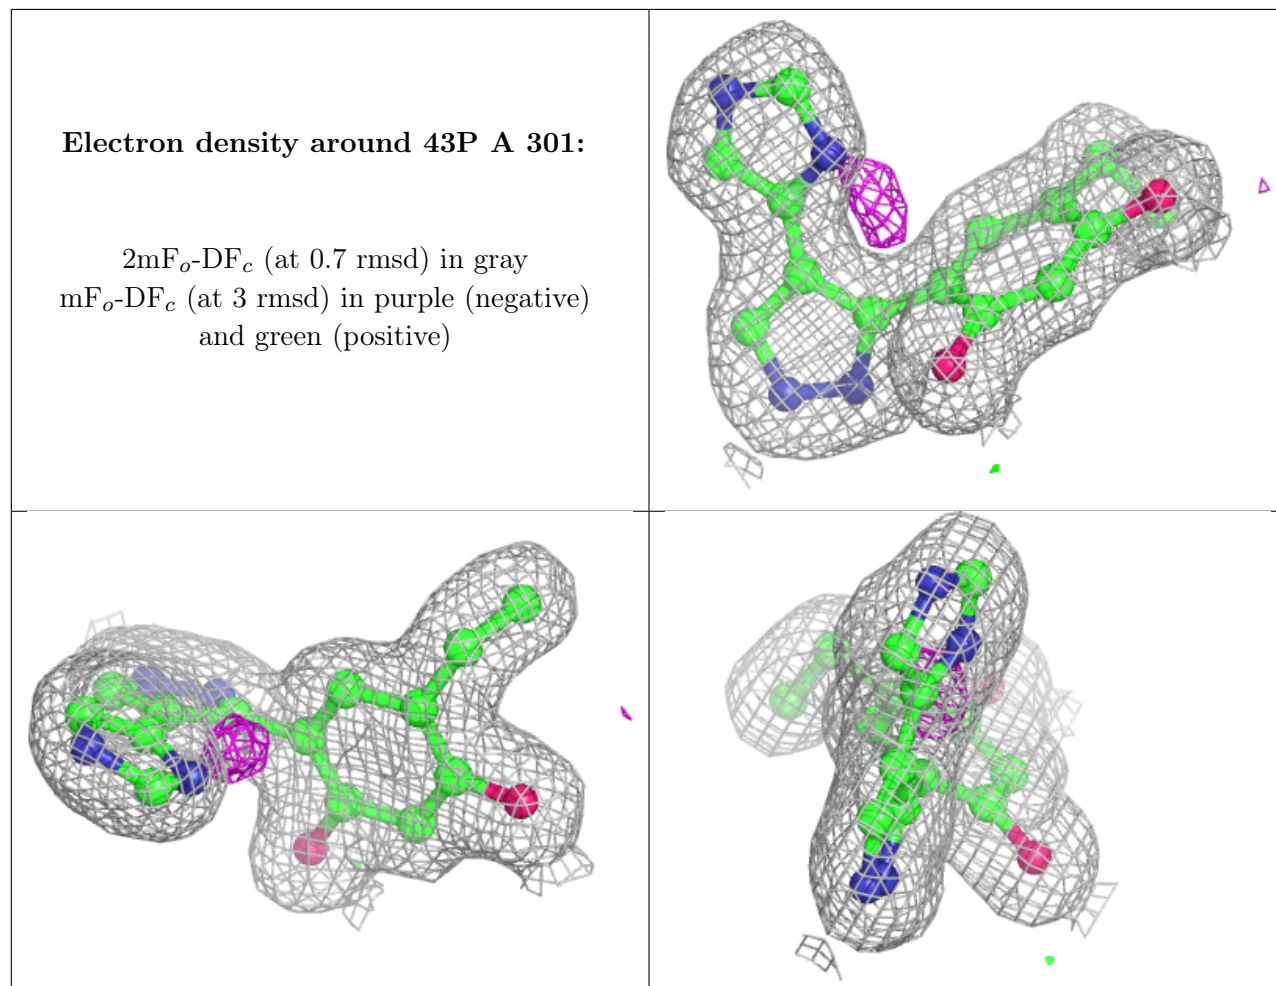 Electron density around 43P A 301:
2mFo-DFc (at 0.7 rmsd) in gray
mFo-DFc (at 3 rmsd) in purple (negative)
and green (positive)